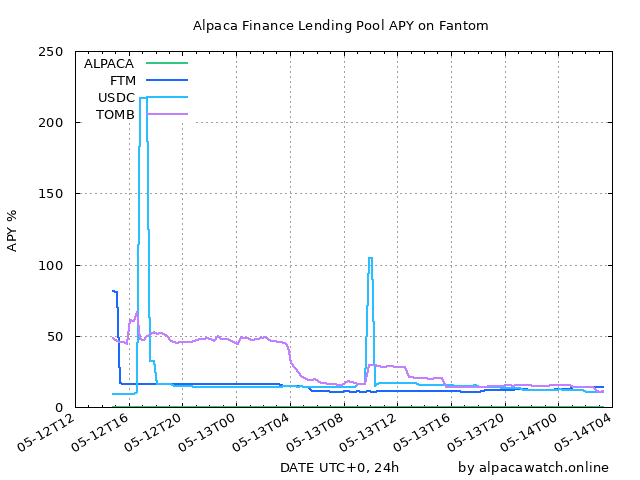 Alpaca Finance Lending Pool APY on Fantom
250
200
150
100
50
0
APY %
ALPACA
FTM
USDC
TOMB
05-12T12
05-12T16
05-12T20
05-13T00
05-13T04
05-13T08
05-13T12
05-13T16
05-13T20
05-14T00
05-14T04
DATE UTC+0, 24h
by alpacawatch.online